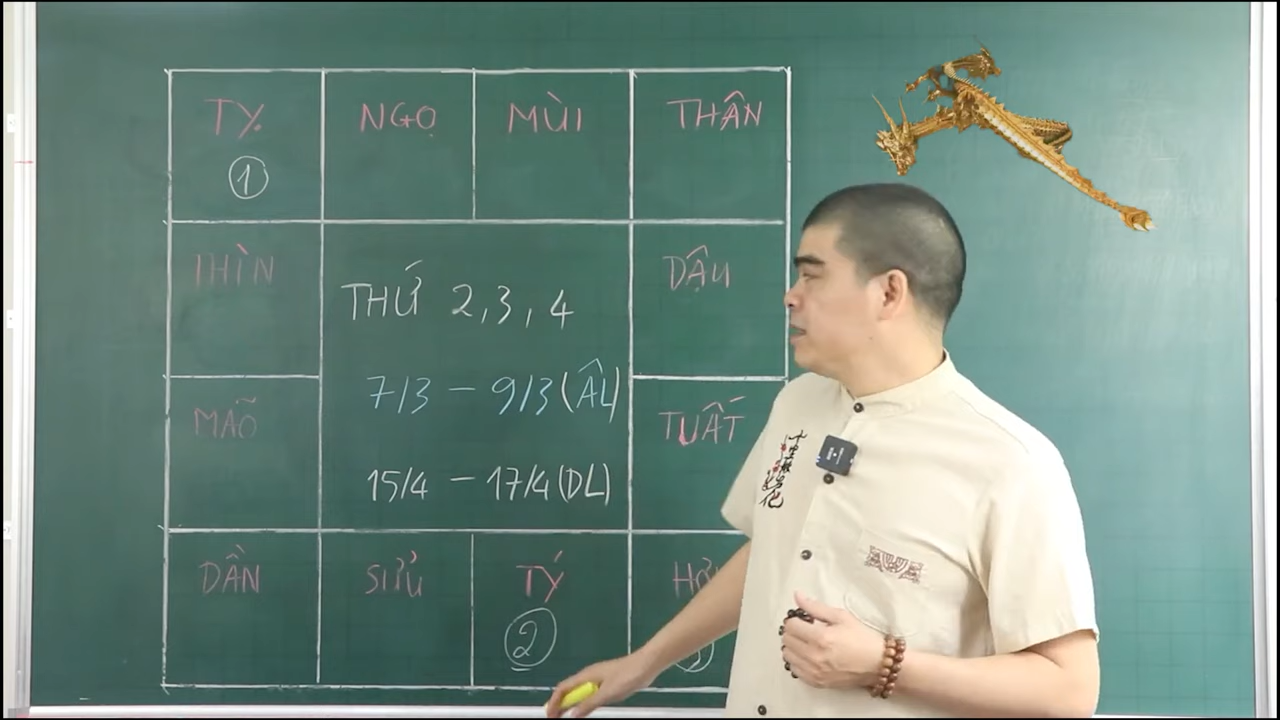 TỴ
NGỌ
MÙI
THÂN
①
THÌN
DẬU
THỨ 2, 3, 4
7/3 – 9/3 (ÂL)
MÃO
TUẤT
15/4 – 17/4 (DL)
DẦN
SỬU
TÝ
②